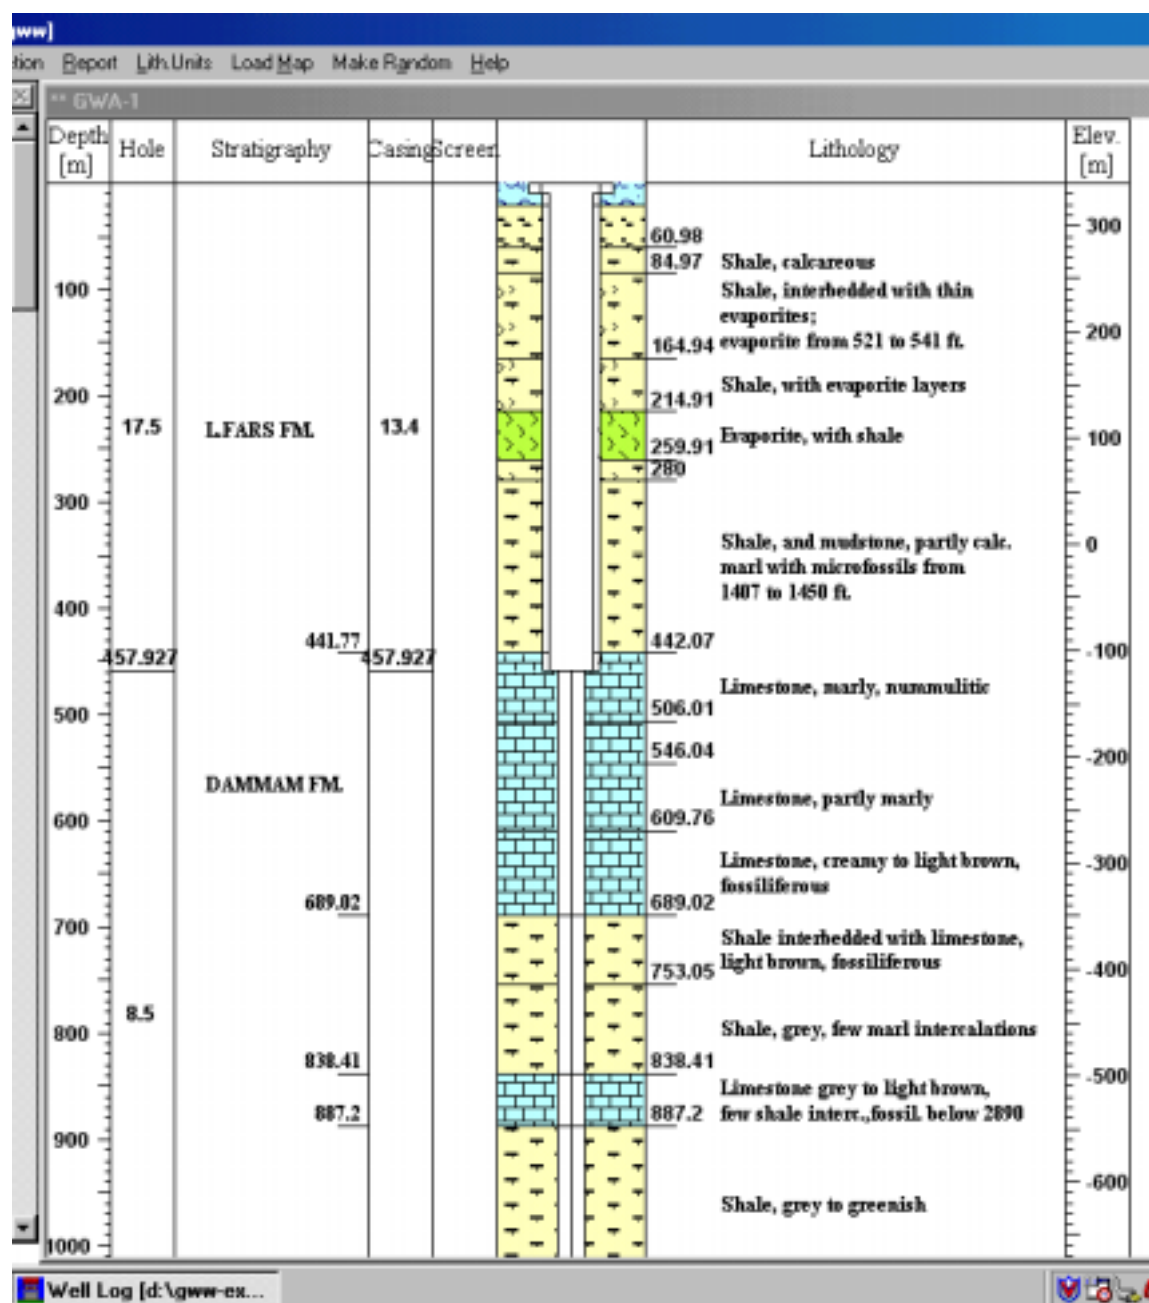 gww]
tion Report Lith.Units Load Map Make Random Help
** GWA-1
Depth [m] Hole Stratigraphy Casing Screen Lithology Elev. [m]
300
60.98
84.97 Shale, calcareous
100 Shale, interbedded with thin
evaporites;
164.94 evaporite from 521 to 541 ft.
200
Shale, with evaporite layers
200 214.91
17.5 L.FARS FM. 13.4 Evaporite, with shale 100
259.91
280
300
Shale, and mudstone, partly calc. 0
marl with microfossils from
1407 to 1450 ft.
400
441.77 442.07
457.927 457.927 -100
Limestone, marly, nummulitic
500 506.01
546.04 -200
DAMMAM FM.
Limestone, partly marly
600 609.76
Limestone, creamy to light brown, -300
fossiliferous
689.02 689.02
700 Shale interbedded with limestone,
light brown, fossiliferous
753.05 -400
8.5
800 Shale, grey, few marl intercalations
838.41 838.41
-500
Limestone grey to light brown,
887.2 887.2 few shale interc.,fossil. below 2890
900
-600
Shale, grey to greenish
1000
Well Log [d:\gww-ex...